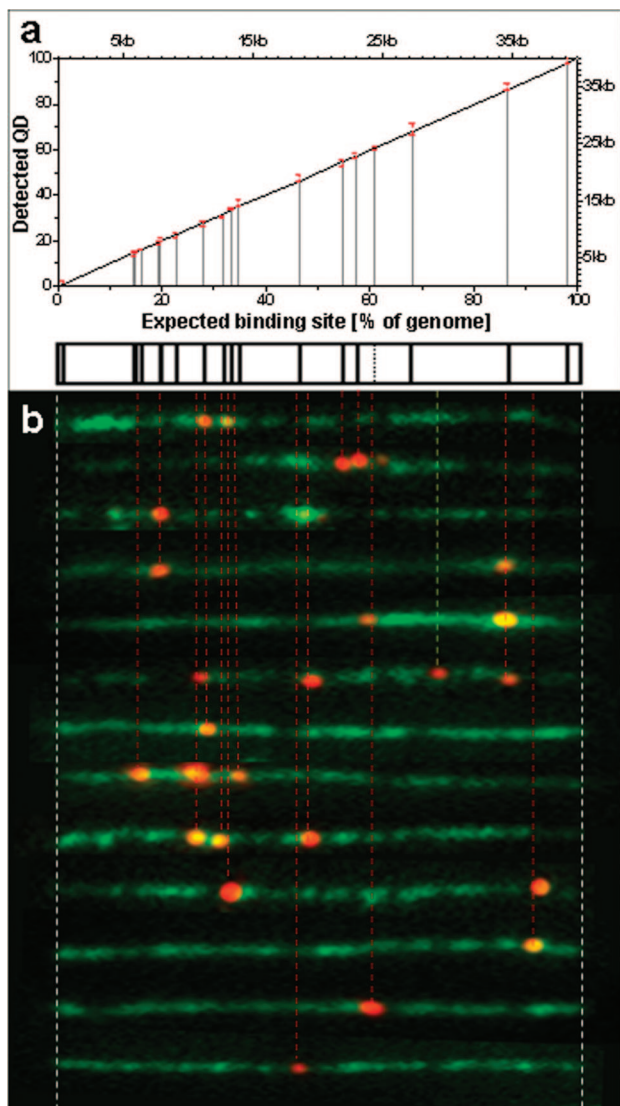 a
5kb 15kb 25kb 35kb
100
80
60
40
20
0
Detected QD
35kb
25kb
15kb
5kb
0 20 40 60 80 100
Expected binding site [% of genome]
b